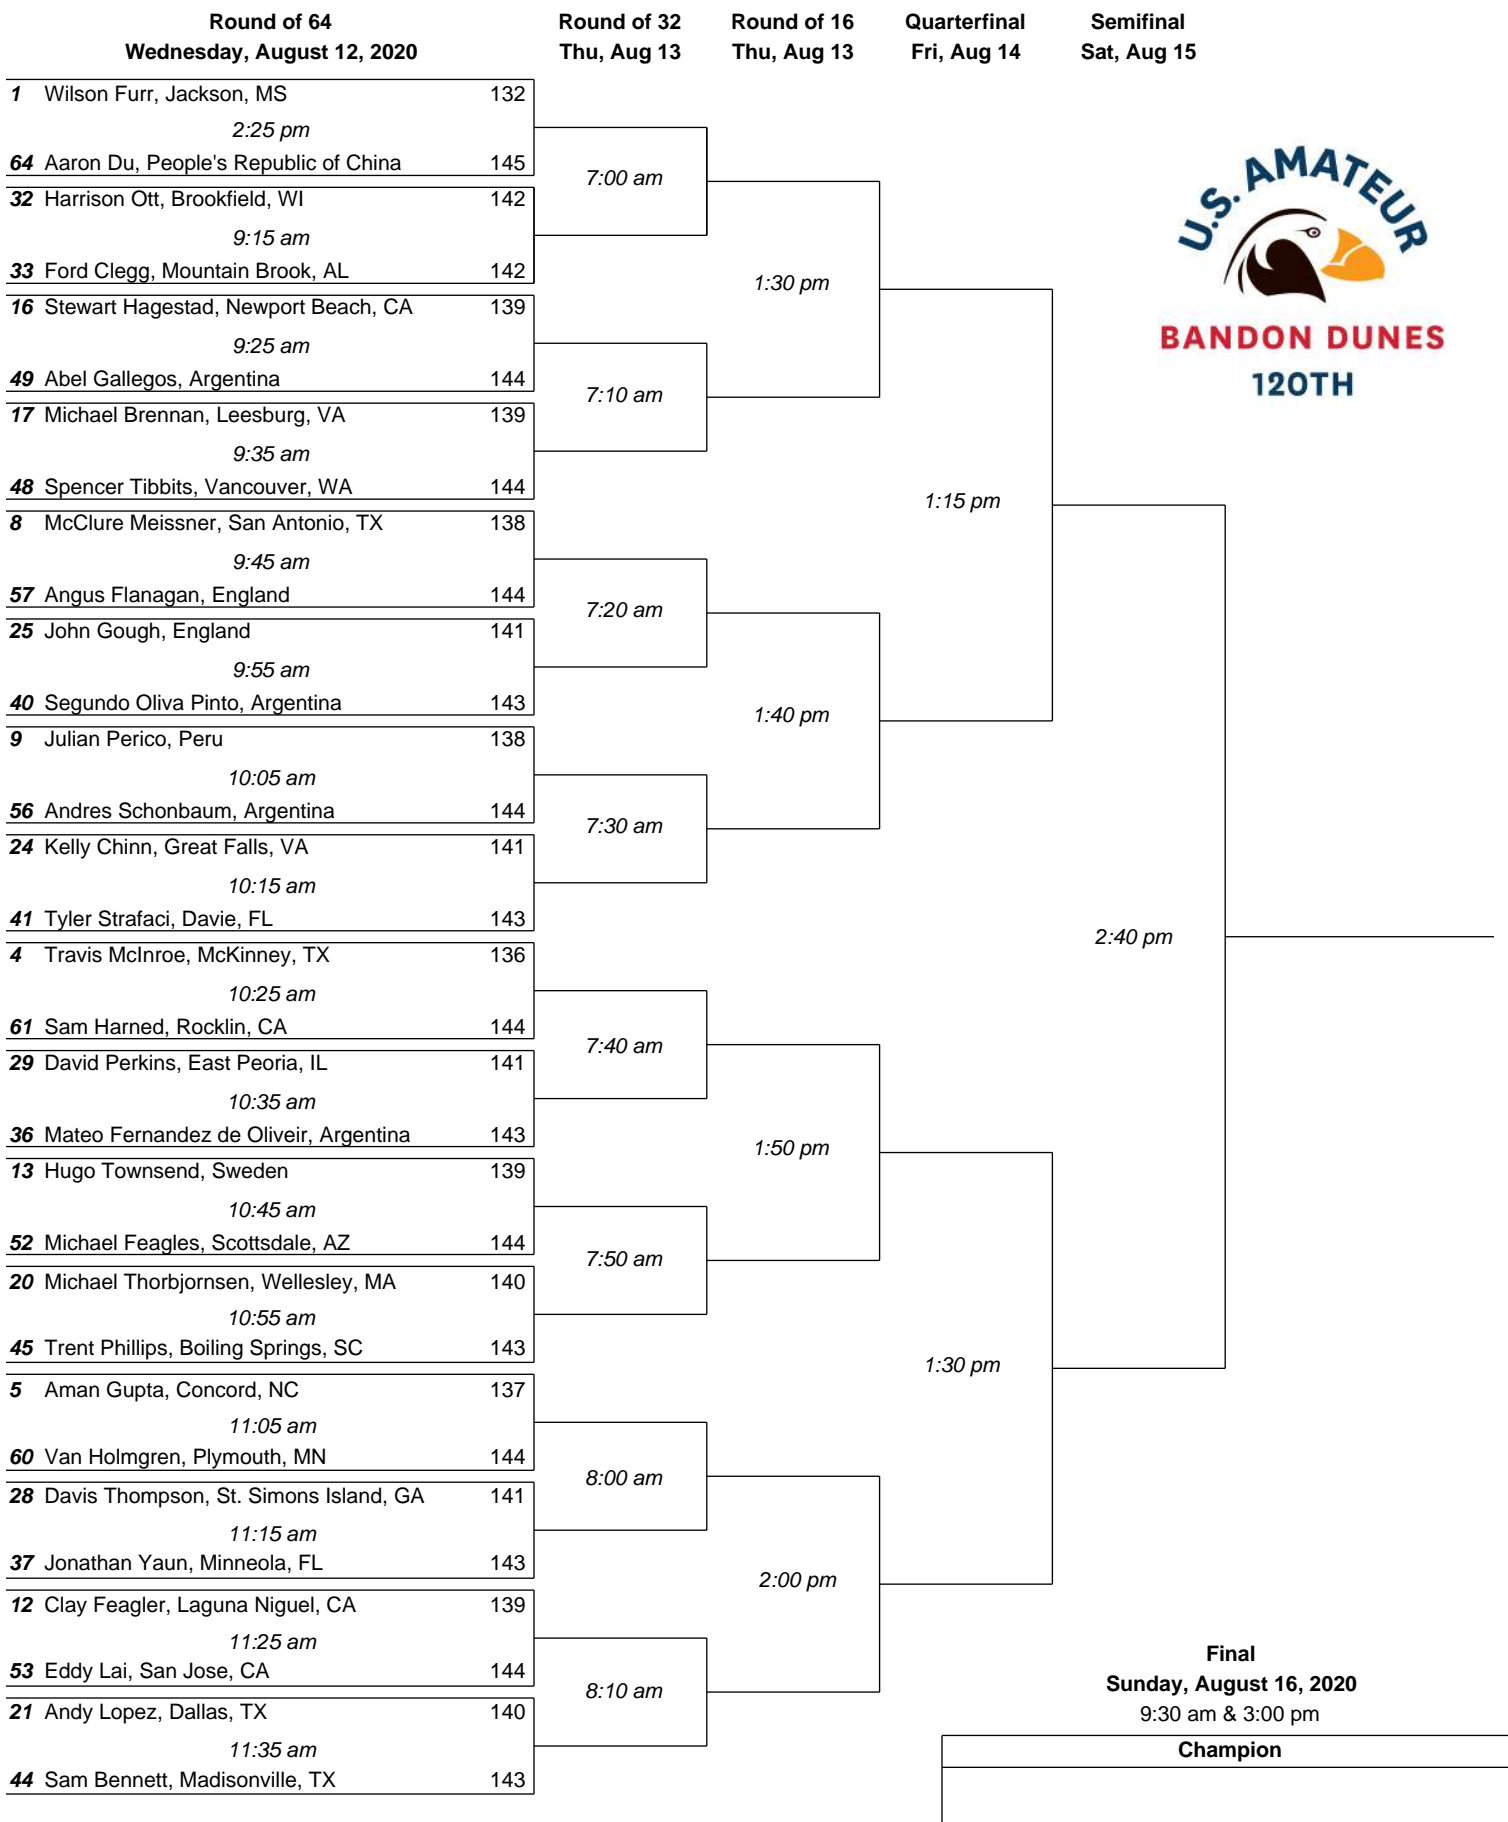 Round of 64
Wednesday, August 12, 2020
Round of 32
Thu, Aug 13
Round of 16
Thu, Aug 13
Quarterfinal
Fri, Aug 14
Semifinal
Sat, Aug 15
1 Wilson Furr, Jackson, MS 132
2:25 pm
64 Aaron Du, People's Republic of China 145
32 Harrison Ott, Brookfield, WI 142
9:15 am
33 Ford Clegg, Mountain Brook, AL 142
16 Stewart Hagestad, Newport Beach, CA 139
9:25 am
49 Abel Gallegos, Argentina 144
17 Michael Brennan, Leesburg, VA 139
9:35 am
48 Spencer Tibbits, Vancouver, WA 144
8 McClure Meissner, San Antonio, TX 138
9:45 am
57 Angus Flanagan, England 144
25 John Gough, England 141
9:55 am
40 Segundo Oliva Pinto, Argentina 143
9 Julian Perico, Peru 138
10:05 am
56 Andres Schonbaum, Argentina 144
24 Kelly Chinn, Great Falls, VA 141
10:15 am
41 Tyler Strafaci, Davie, FL 143
4 Travis McInroe, McKinney, TX 136
10:25 am
61 Sam Harned, Rocklin, CA 144
29 David Perkins, East Peoria, IL 141
10:35 am
36 Mateo Fernandez de Oliveir, Argentina 143
13 Hugo Townsend, Sweden 139
10:45 am
52 Michael Feagles, Scottsdale, AZ 144
20 Michael Thorbjornsen, Wellesley, MA 140
10:55 am
45 Trent Phillips, Boiling Springs, SC 143
5 Aman Gupta, Concord, NC 137
11:05 am
60 Van Holmgren, Plymouth, MN 144
28 Davis Thompson, St. Simons Island, GA 141
11:15 am
37 Jonathan Yaun, Minneola, FL 143
12 Clay Feagler, Laguna Niguel, CA 139
11:25 am
53 Eddy Lai, San Jose, CA 144
21 Andy Lopez, Dallas, TX 140
11:35 am
44 Sam Bennett, Madisonville, TX 143
7:00 am
7:10 am
7:20 am
7:30 am
7:40 am
7:50 am
8:00 am
8:10 am
1:30 pm
1:40 pm
1:50 pm
2:00 pm
1:15 pm
1:30 pm
2:40 pm
U.S. AMATEUR
BANDON DUNES
120TH
Final
Sunday, August 16, 2020
9:30 am & 3:00 pm
Champion